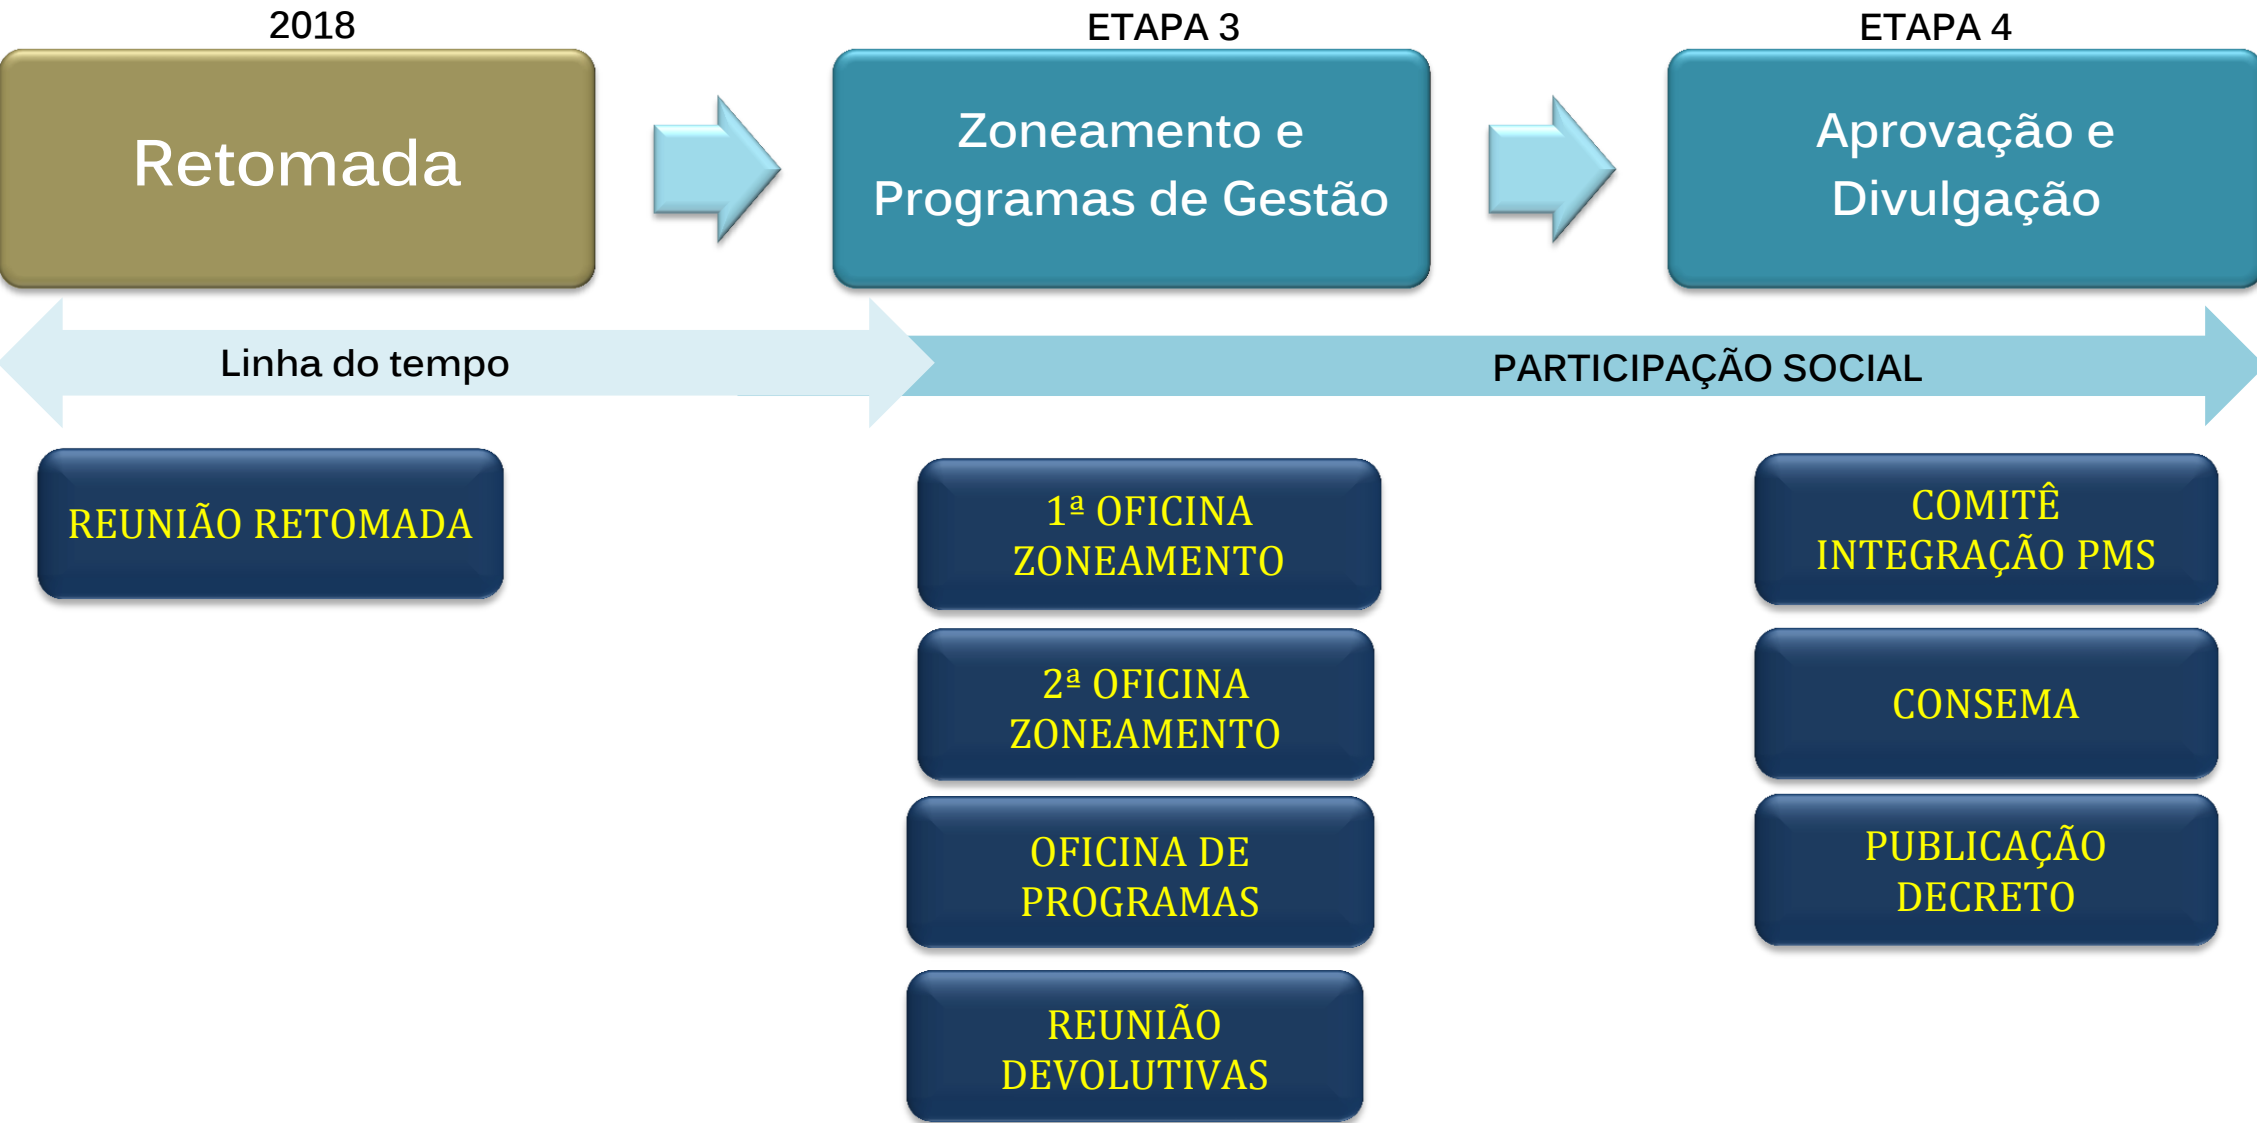 2018
ETAPA 3
ETAPA 4
Retomada
Zoneamento e
Programas de Gestão
Aprovação e
Divulgação
Linha do tempo
PARTICIPAÇÃO SOCIAL
REUNIÃO RETOMADA
1ª OFICINA
ZONEAMENTO
2ª OFICINA
ZONEAMENTO
OFICINA DE
PROGRAMAS
REUNIÃO
DEVOLUTIVAS
COMITÊ
INTEGRAÇÃO PMS
CONSEMA
PUBLICAÇÃO
DECRETO